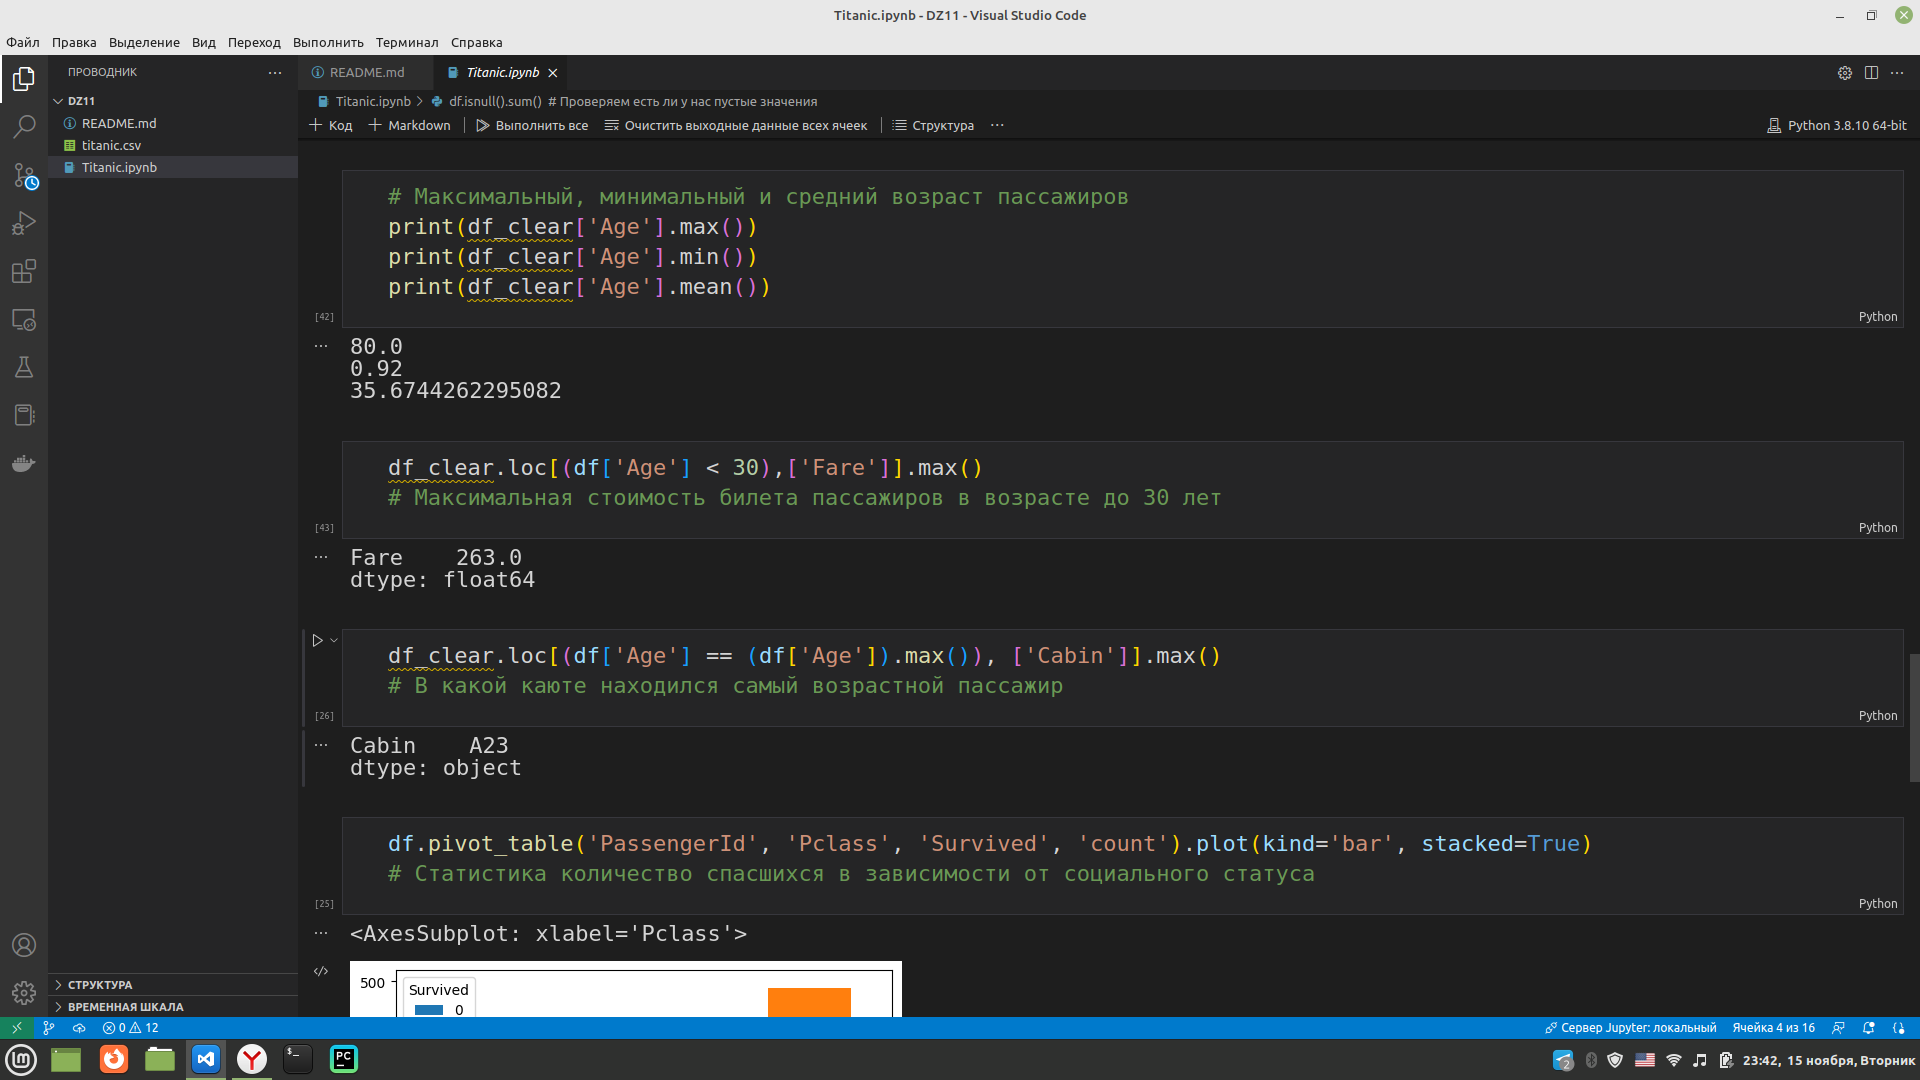 Titanic.ipynb - DZ11 - Visual Studio Code
Файл Правка Выделение Вид Переход Выполнить Терминал Справка
ПРОВОДНИК
README.md
Titanic.ipynb
DZ11
README.md
titanic.csv
Titanic.ipynb
Titanic.ipynb > df.isnull().sum() # Проверяем есть ли у нас пустые значения
+ Код + Markdown Выполнить все Очистить выходные данные всех ячеек Структура ...
Python 3.8.10 64-bit
# Максимальный, минимальный и средний возраст пассажиров
print(df_clear['Age'].max())
print(df_clear['Age'].min())
print(df_clear['Age'].mean())
[42]
Python
80.0
0.92
35.6744262295082
df_clear.loc[(df['Age'] < 30),['Fare']].max()
# Максимальная стоимость билета пассажиров в возрасте до 30 лет
[43]
Python
Fare    263.0
dtype: float64
df_clear.loc[(df['Age'] == (df['Age']).max()), ['Cabin']].max()
# В какой каюте находился самый возрастной пассажир
[26]
Python
Cabin    A23
dtype: object
df.pivot_table('PassengerId', 'Pclass', 'Survived', 'count').plot(kind='bar', stacked=True)
# Статистика количество спасшихся в зависимости от социального статуса
[25]
Python
<AxesSubplot: xlabel='Pclass'>
500
Survived
0
СТРУКТУРА
ВРЕМЕННАЯ ШКАЛА
0 12
Сервер Jupyter: локальный
Ячейка 4 из 16
PC
2
23:42, 15 ноября, Вторник